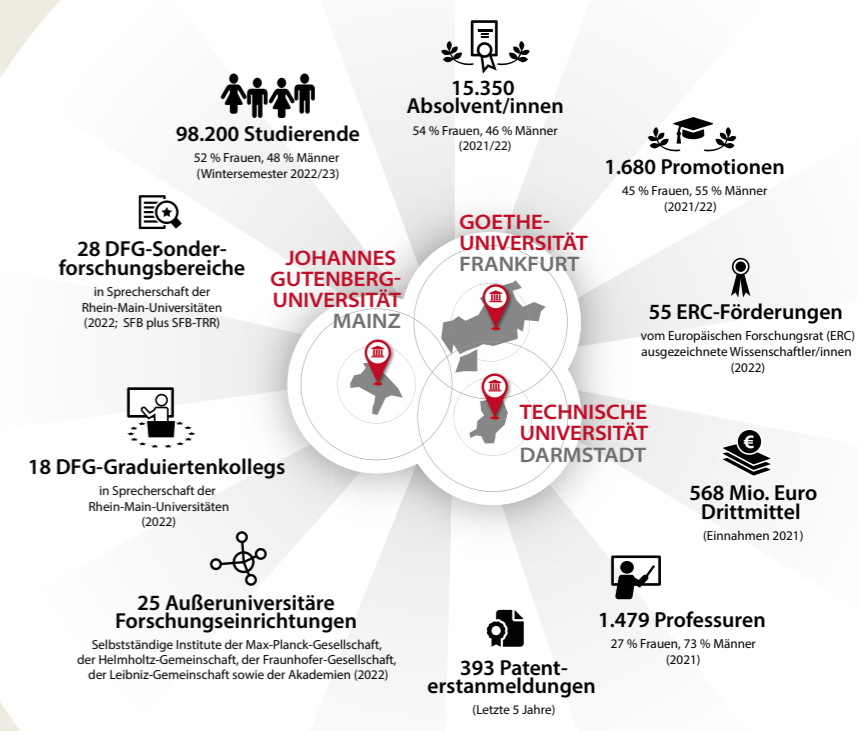 15.350
Absolvent/innen
54 % Frauen, 46 % Männer
(2021/22)
98.200 Studierende
52 % Frauen, 48 % Männer
(Wintersemester 2022/23)
1.680 Promotionen
45 % Frauen, 55 % Männer
(2021/22)
28 DFG-Sonder-
forschungsbereiche
in Sprecherschaft der
Rhein-Main-Universitäten
(2022; SFB plus SFB-TRR)
JOHANNES
GUTENBERG-
UNIVERSITÄT
MAINZ
GOETHE-
UNIVERSITÄT
FRANKFURT
55 ERC-Förderungen
vom Europäischen Forschungsrat (ERC)
ausgezeichnete Wissenschaftler/innen
(2022)
TECHNISCHE
UNIVERSITÄT
DARMSTADT
18 DFG-Graduiertenkollegs
in Sprecherschaft der
Rhein-Main-Universitäten
(2022)
€
568 Mio. Euro
Drittmittel
(Einnahmen 2021)
25 Außeruniversitäre
Forschungseinrichtungen
Selbstständige Institute der Max-Planck-Gesellschaft,
der Helmholtz-Gemeinschaft, der Fraunhofer-Gesellschaft,
der Leibniz-Gemeinschaft sowie der Akademien (2022)
393 Patent-
erstanmeldungen
(Letzte 5 Jahre)
1.479 Professuren
27 % Frauen, 73 % Männer
(2021)